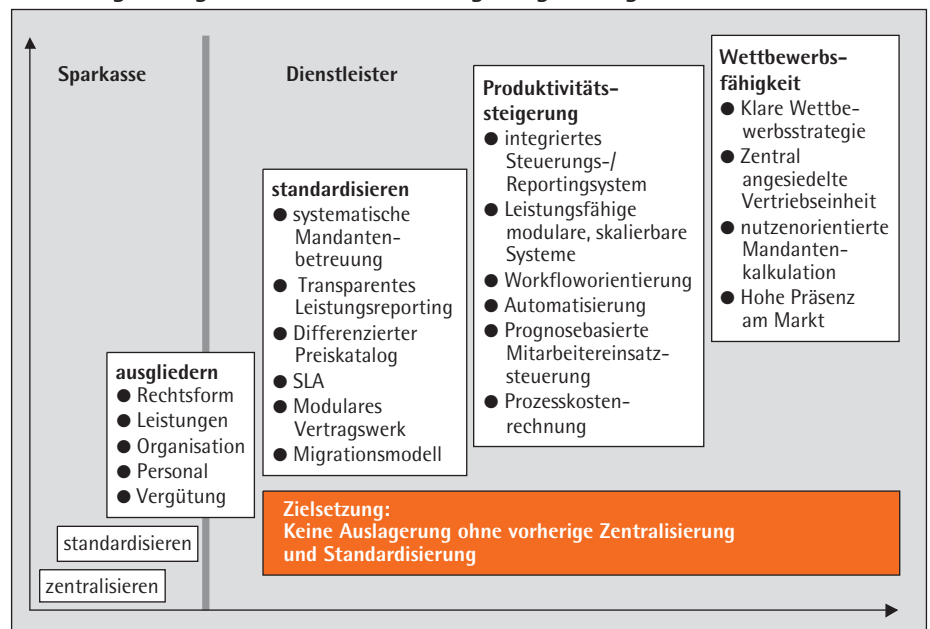 Sparkasse
Dienstleister
zentralisieren
standardisieren
ausgliedern
● Rechtsform
● Leistungen
● Organisation
● Personal
● Vergütung
standardisieren
● systematische
Mandanten-
betreuung
● Transparentes
Leistungsreporting
● Differenzierter
Preiskatalog
● SLA
● Modulares
Vertragswerk
● Migrationsmodell
Produktivitäts-
steigerung
● integriertes
Steuerungs-/
Reportingsystem
● Leistungsfähige
modulare, skalierbare
Systeme
● Workfloworientierung
● Automatisierung
● Prognosebasierte
Mitarbeitereinsatz-
steuerung
● Prozesskosten-
rechnung
Wettbewerbs-
fähigkeit
● Klare Wettbe-
werbsstrategie
● Zentral
angesiedelte
Vertriebseinheit
● nutzenorientierte
Mandanten-
kalkulation
● Hohe Präsenz
am Markt
Zielsetzung:
Keine Auslagerung ohne vorherige Zentralisierung
und Standardisierung